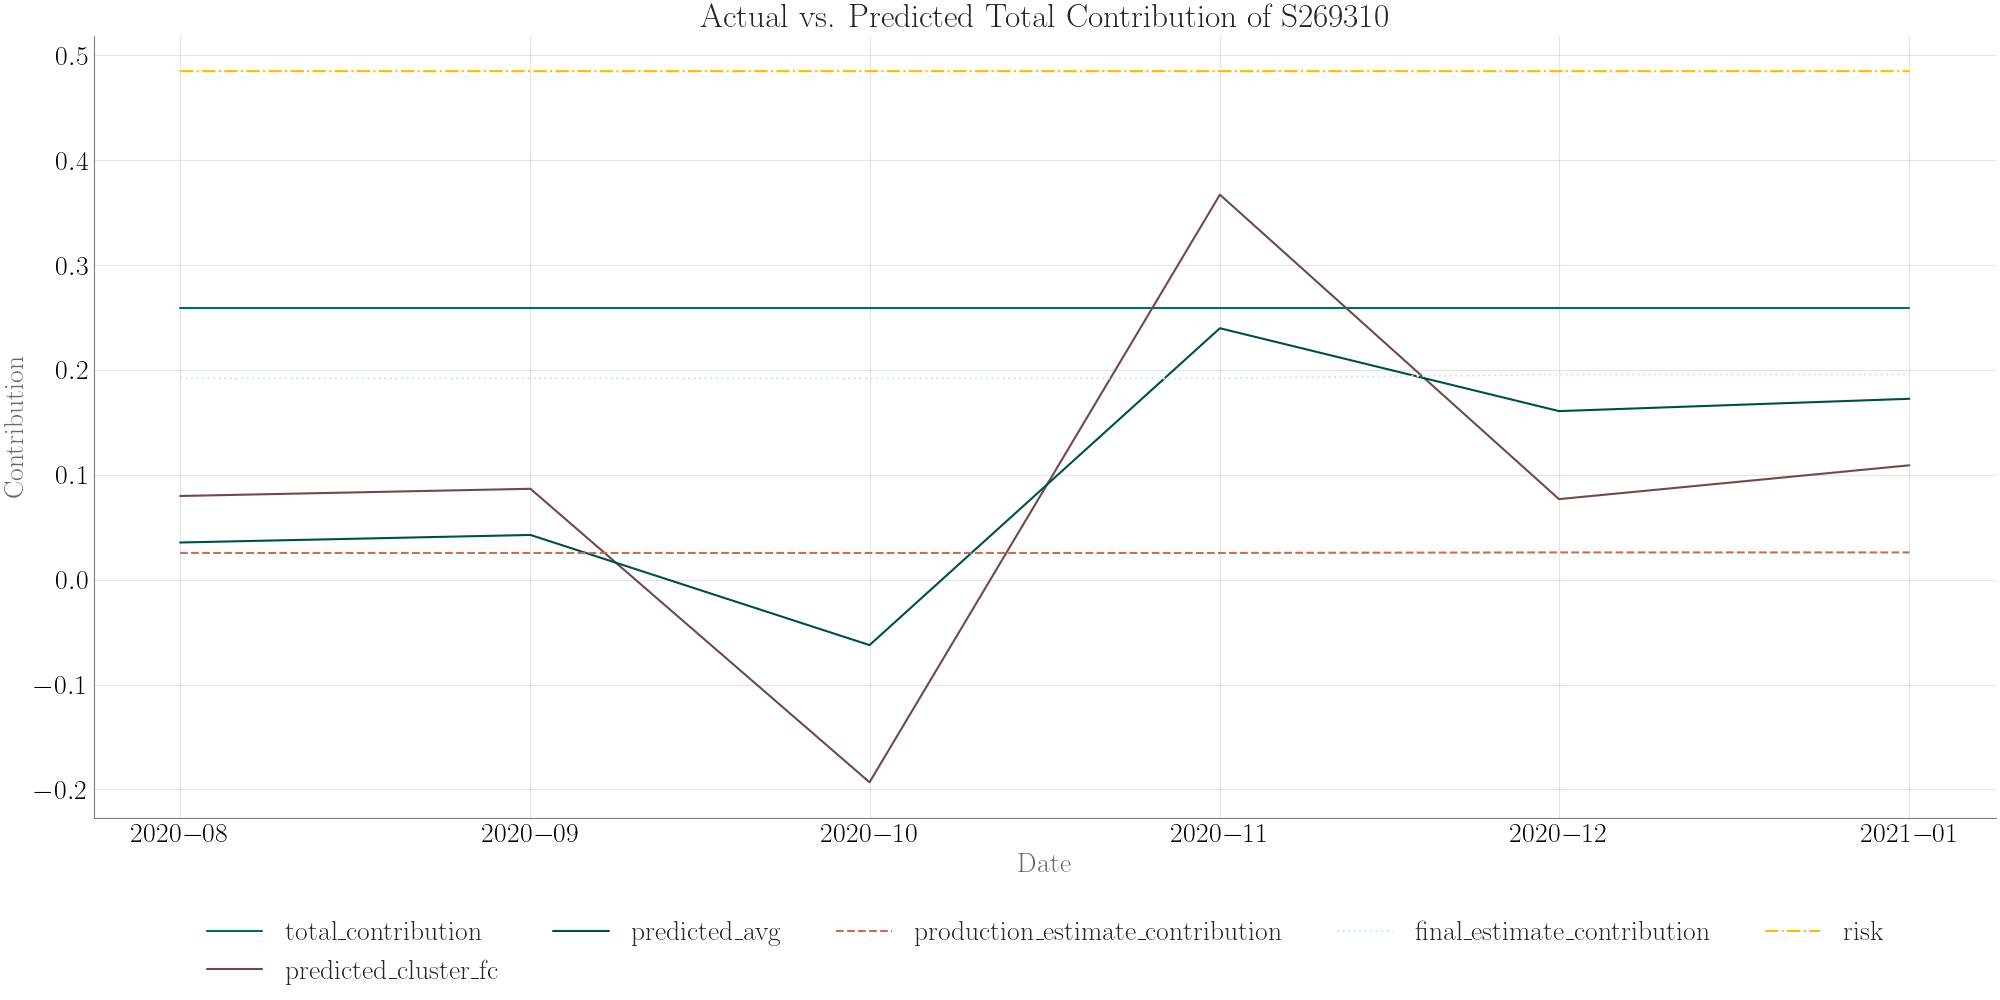 Actual vs. Predicted Total Contribution of S269310
0.5
0.4
0.3
0.2
0.1
0.0
−0.1
−0.2
Contribution
2020−08 2020−09 2020−10 2020−11 2020−12 2021−01
Date
total_contribution predicted_avg production_estimate_contribution final_estimate_contribution risk
predicted_cluster_fc